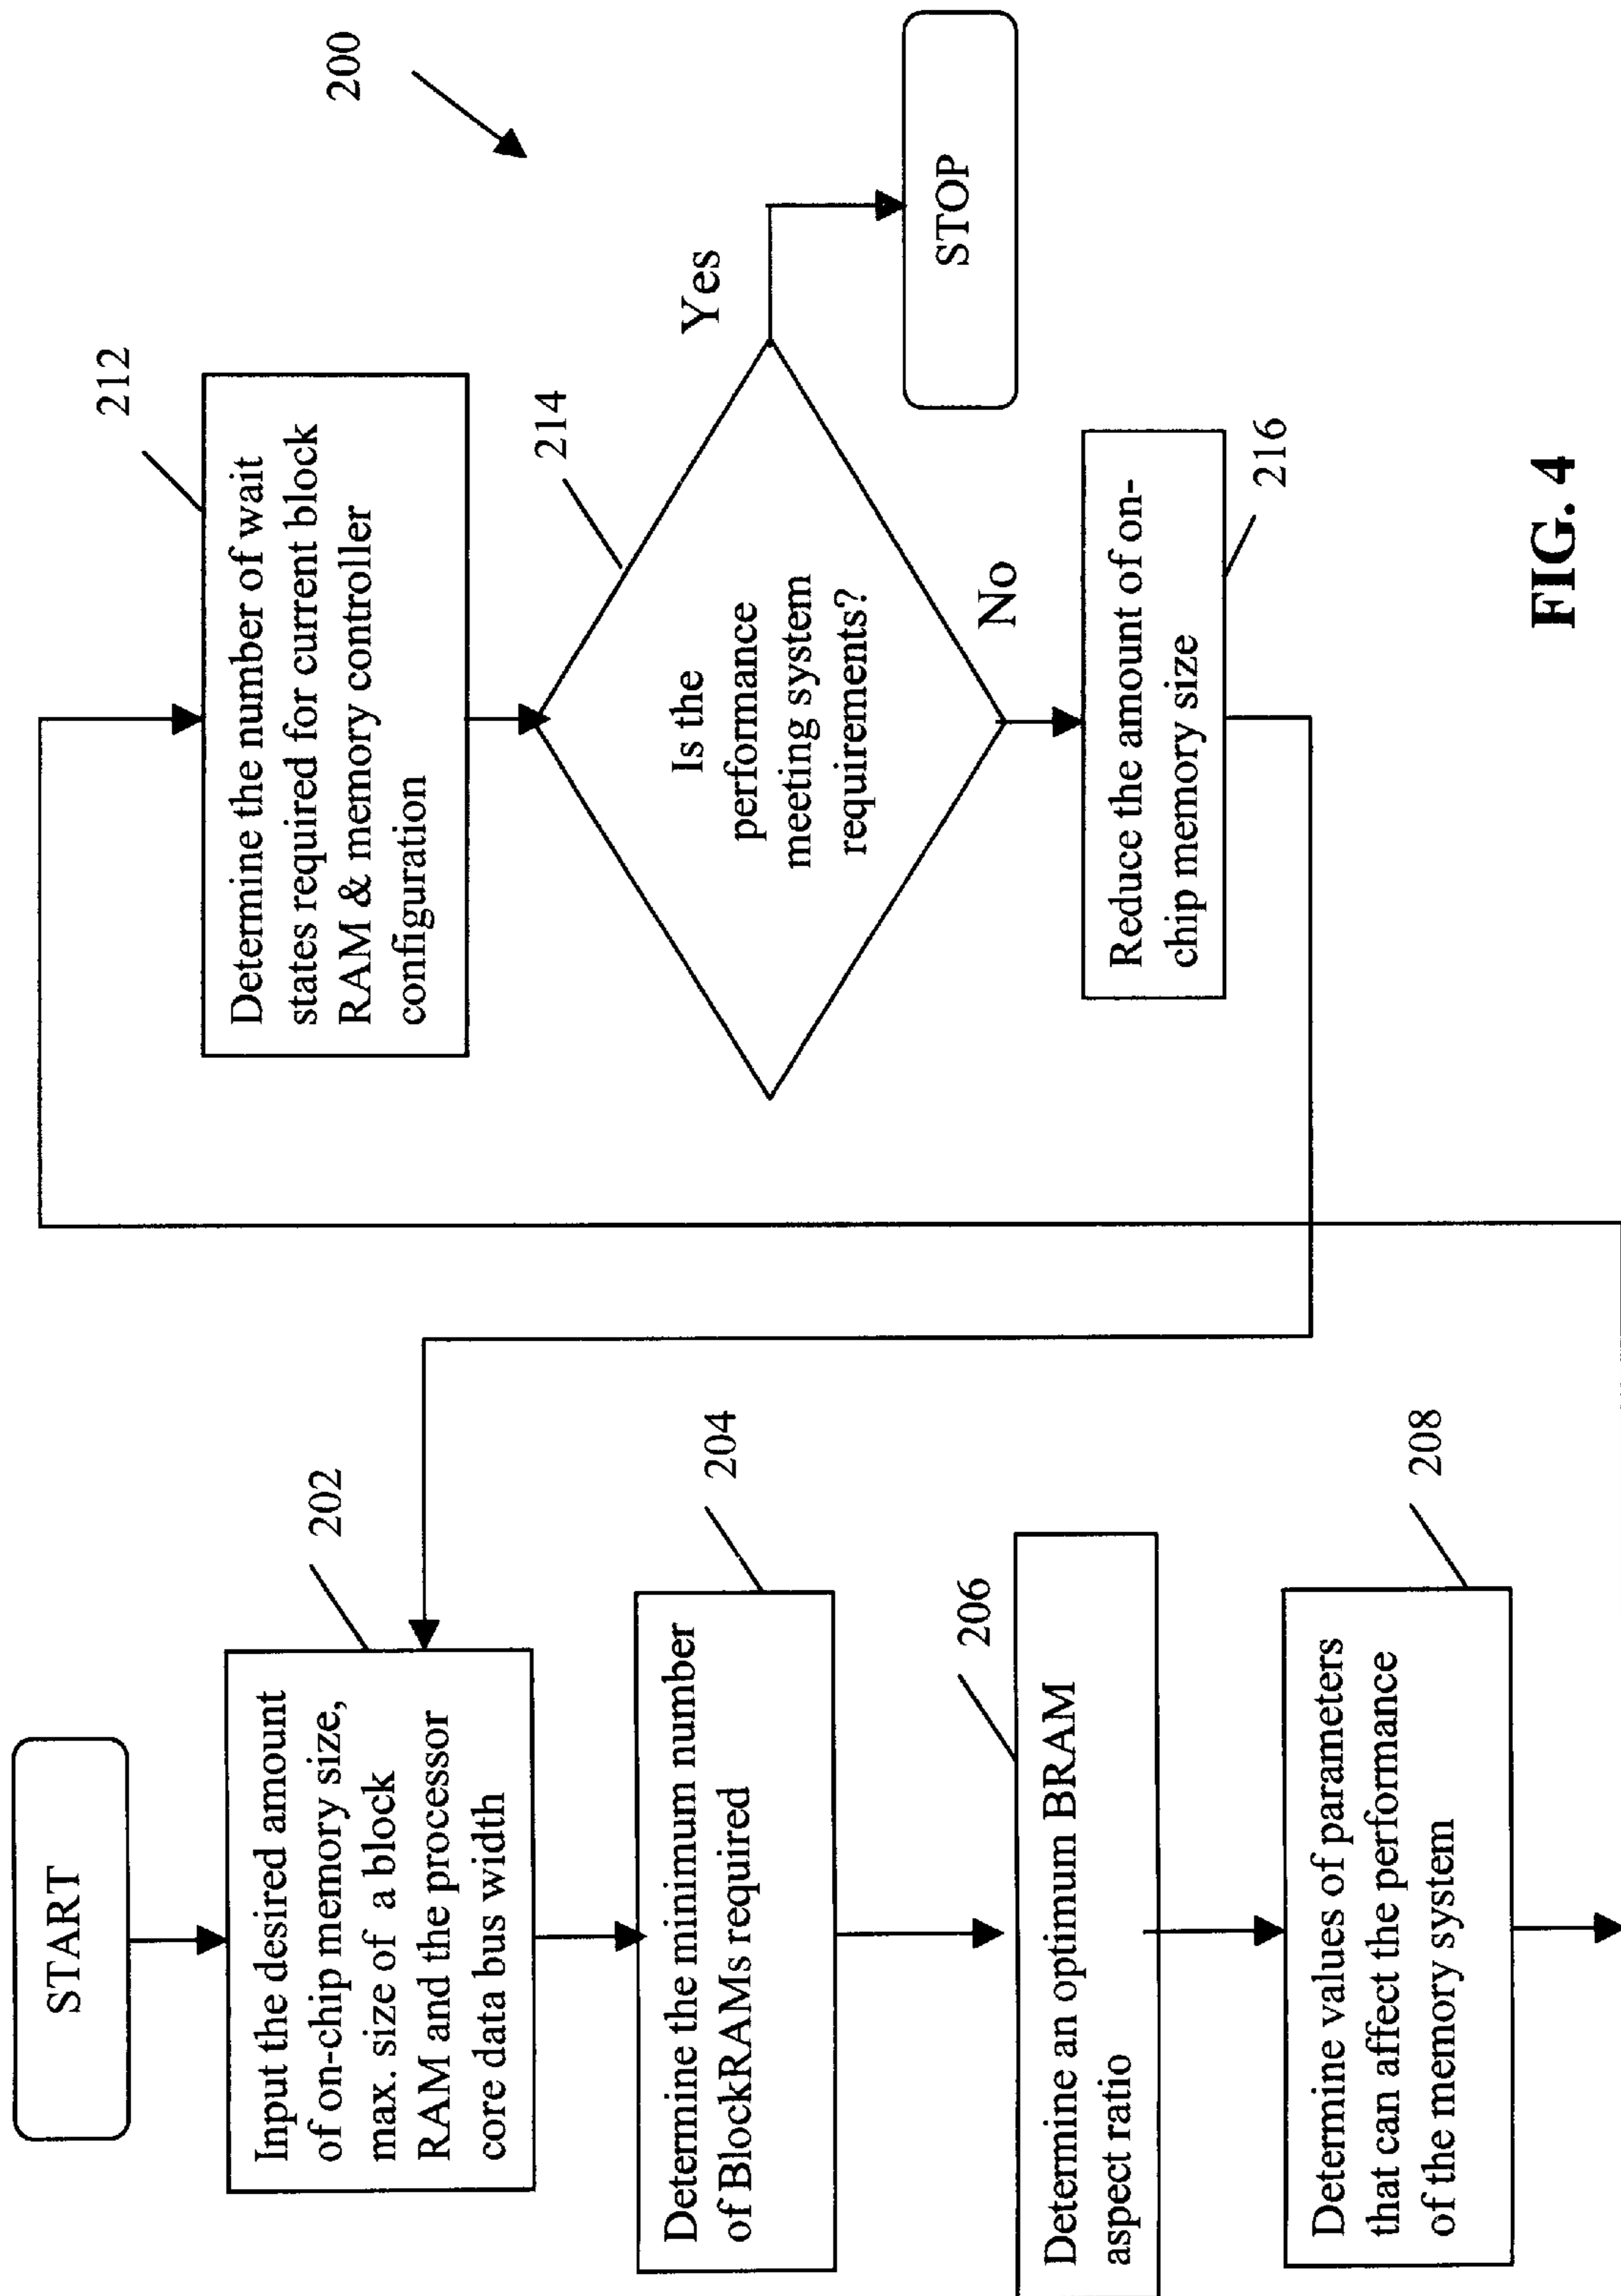 200
START
202
Input the desired amount
of on-chip memory size,
max. size of a block
RAM and the processor
core data bus width
204
Determine the minimum number
of BlockRAMs required
206
Determine an optimum BRAM
aspect ratio
208
Determine values of parameters
that can affect the performance
of the memory system
212
Determine the number of wait
states required for current block
RAM & memory controller
configuration
214
Is the
performance
meeting system
requirements?
Yes
STOP
No
Reduce the amount of on-
chip memory size
216
FIG. 4